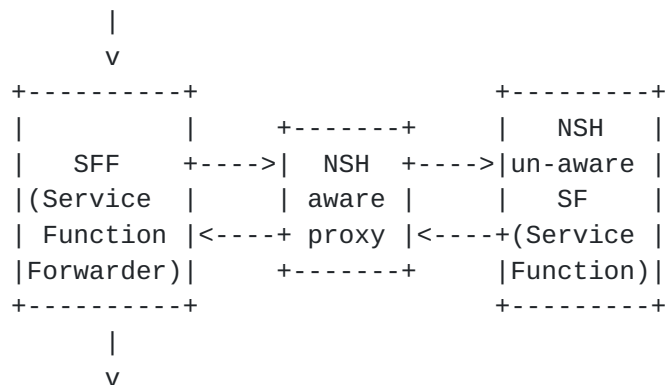 |
      v
+----------+                   +---------+
|          |     +-------+     |   NSH   |
|   SFF    +---->|  NSH  +---->|un-aware |
|(Service  |     | aware |     |   SF    |
| Function |<----+ proxy |<----+(Service |
|Forwarder)|     +-------+     |Function)|
+----------+                   +---------+
      |
      v